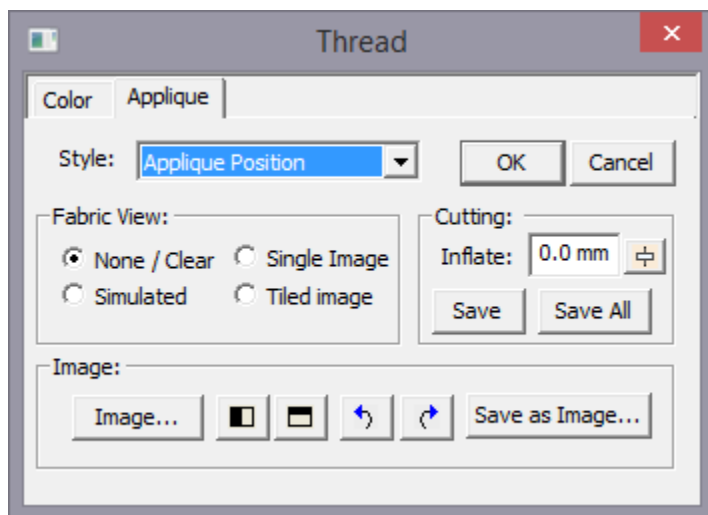 Thread
Color Applique
Style: Applique Position OK Cancel
Fabric View: Cutting:
None / Clear Single Image Inflate: 0.0 mm
Simulated Tiled image Save Save All
Image:
Image... Save as Image...